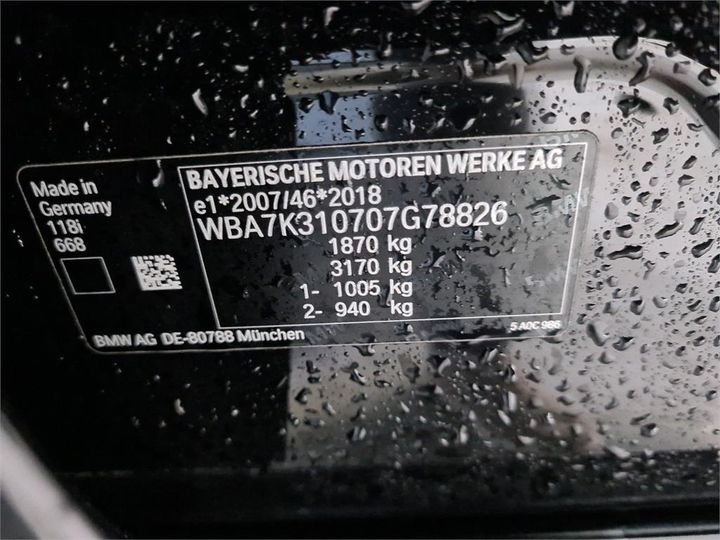 Made in
Germany
118i
668
BAYERISCHE MOTOREN WERKE AG
e1*2007/46*2018
WBA7K310707G78826
1870 kg
3170 kg
1- 1005 kg
2- 940 kg
BMW AG DE-80788 München
5 A0C 986